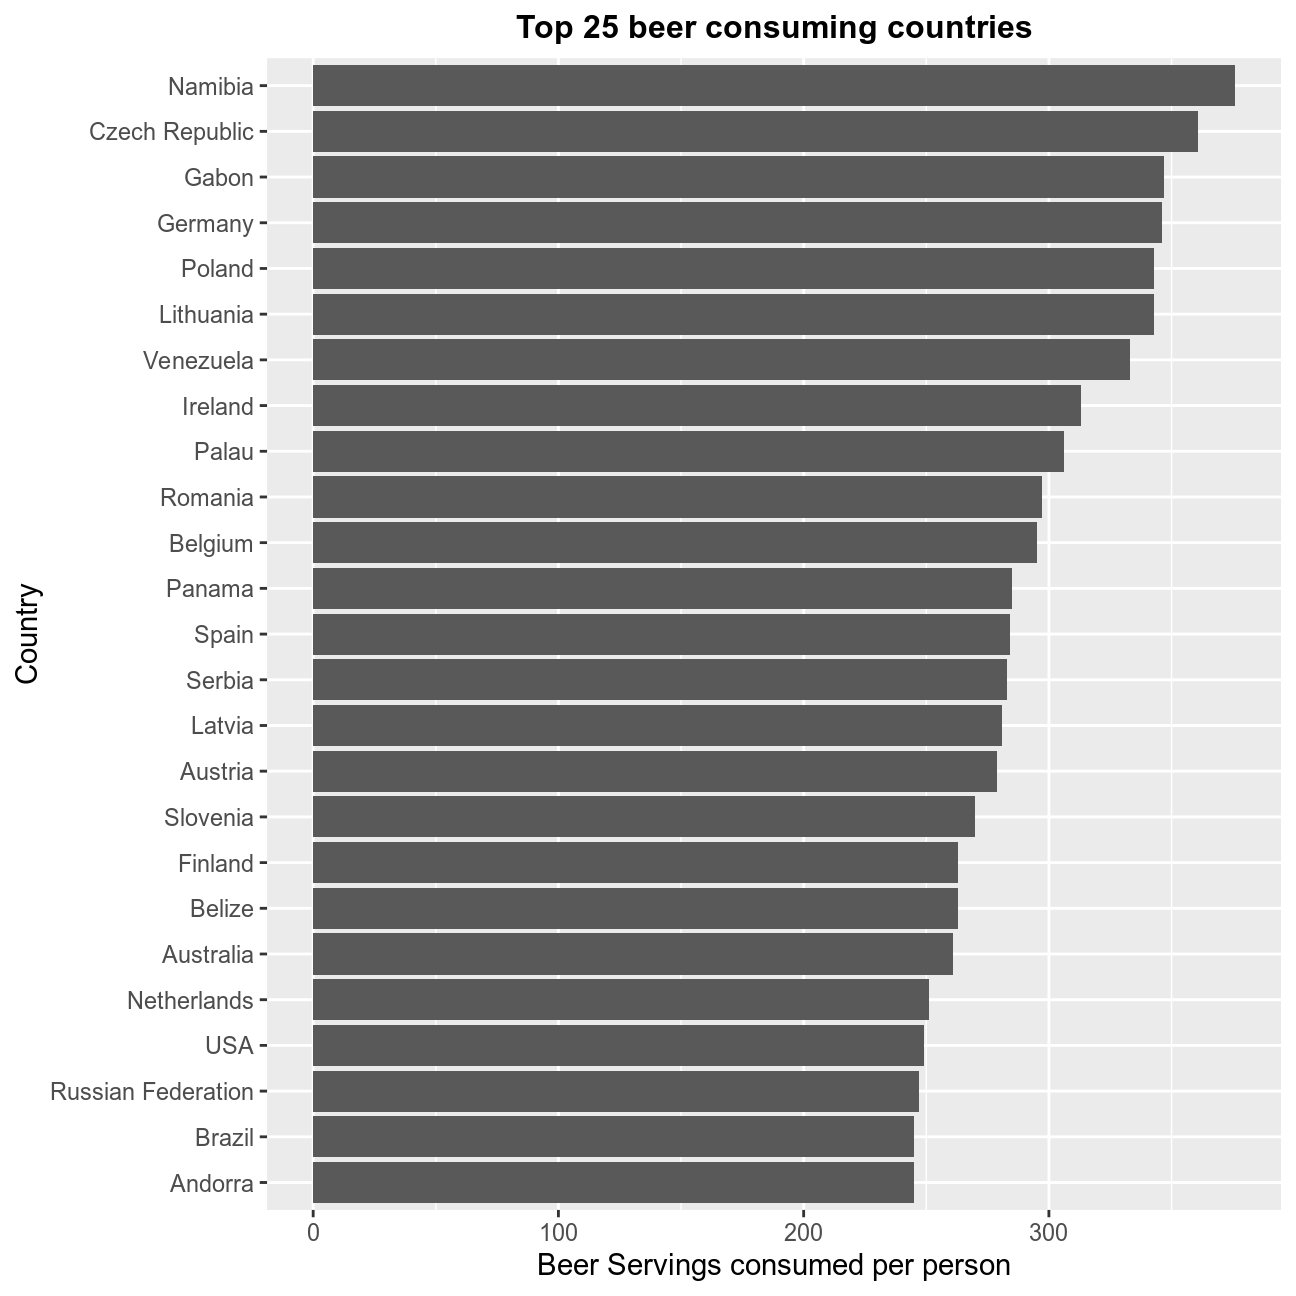 Top 25 beer consuming countries
Namibia
Czech Republic
Gabon
Germany
Poland
Lithuania
Venezuela
Ireland
Palau
Romania
Belgium
Panama
Spain
Serbia
Latvia
Austria
Slovenia
Finland
Belize
Australia
Netherlands
USA
Russian Federation
Brazil
Andorra
Country
0 100 200 300
Beer Servings consumed per person